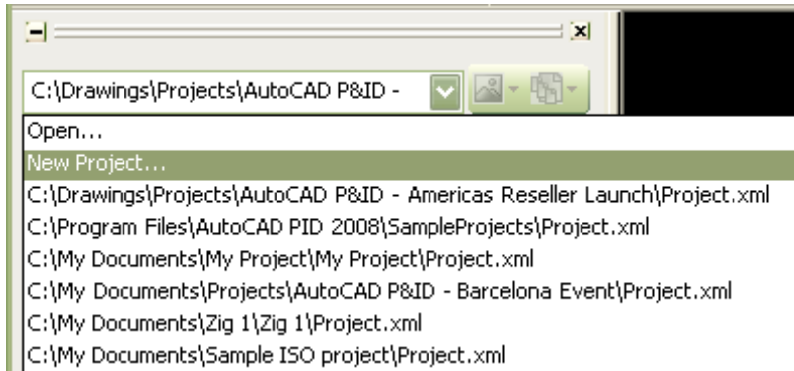 C:\Drawings\Projects\AutoCAD P&ID -
Open...
New Project...
C:\Drawings\Projects\AutoCAD P&ID - Americas Reseller Launch\Project.xml
C:\Program Files\AutoCAD PID 2008\SampleProjects\Project.xml
C:\My Documents\My Project\My Project\Project.xml
C:\My Documents\Projects\AutoCAD P&ID - Barcelona Event\Project.xml
C:\My Documents\Zig 1\Zig 1\Project.xml
C:\My Documents\Sample ISO project\Project.xml